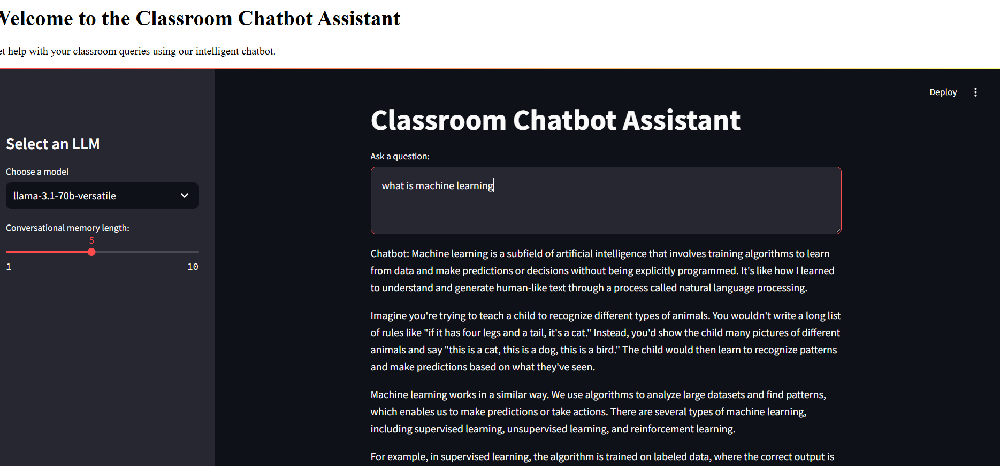 Welcome to the Classroom Chatbot Assistant
et help with your classroom queries using our intelligent chatbot.
Deploy
Select an LLM
Choose a model
llama-3.1-70b-versatile
Conversational memory length:
5
1 10
Classroom Chatbot Assistant
Ask a question:
what is machine learning
Chatbot: Machine learning is a subfield of artificial intelligence that involves training algorithms to learn
from data and make predictions or decisions without being explicitly programmed. It's like how I learned
to understand and generate human-like text through a process called natural language processing.
Imagine you're trying to teach a child to recognize different types of animals. You wouldn't write a long list
of rules like "if it has four legs and a tail, it's a cat." Instead, you'd show the child many pictures of different
animals and say "this is a cat, this is a dog, this is a bird." The child would then learn to recognize patterns
and make predictions based on what they've seen.
Machine learning works in a similar way. We use algorithms to analyze large datasets and find patterns,
which enables us to make predictions or take actions. There are several types of machine learning,
including supervised learning, unsupervised learning, and reinforcement learning.
For example, in supervised learning, the algorithm is trained on labeled data, where the correct output is